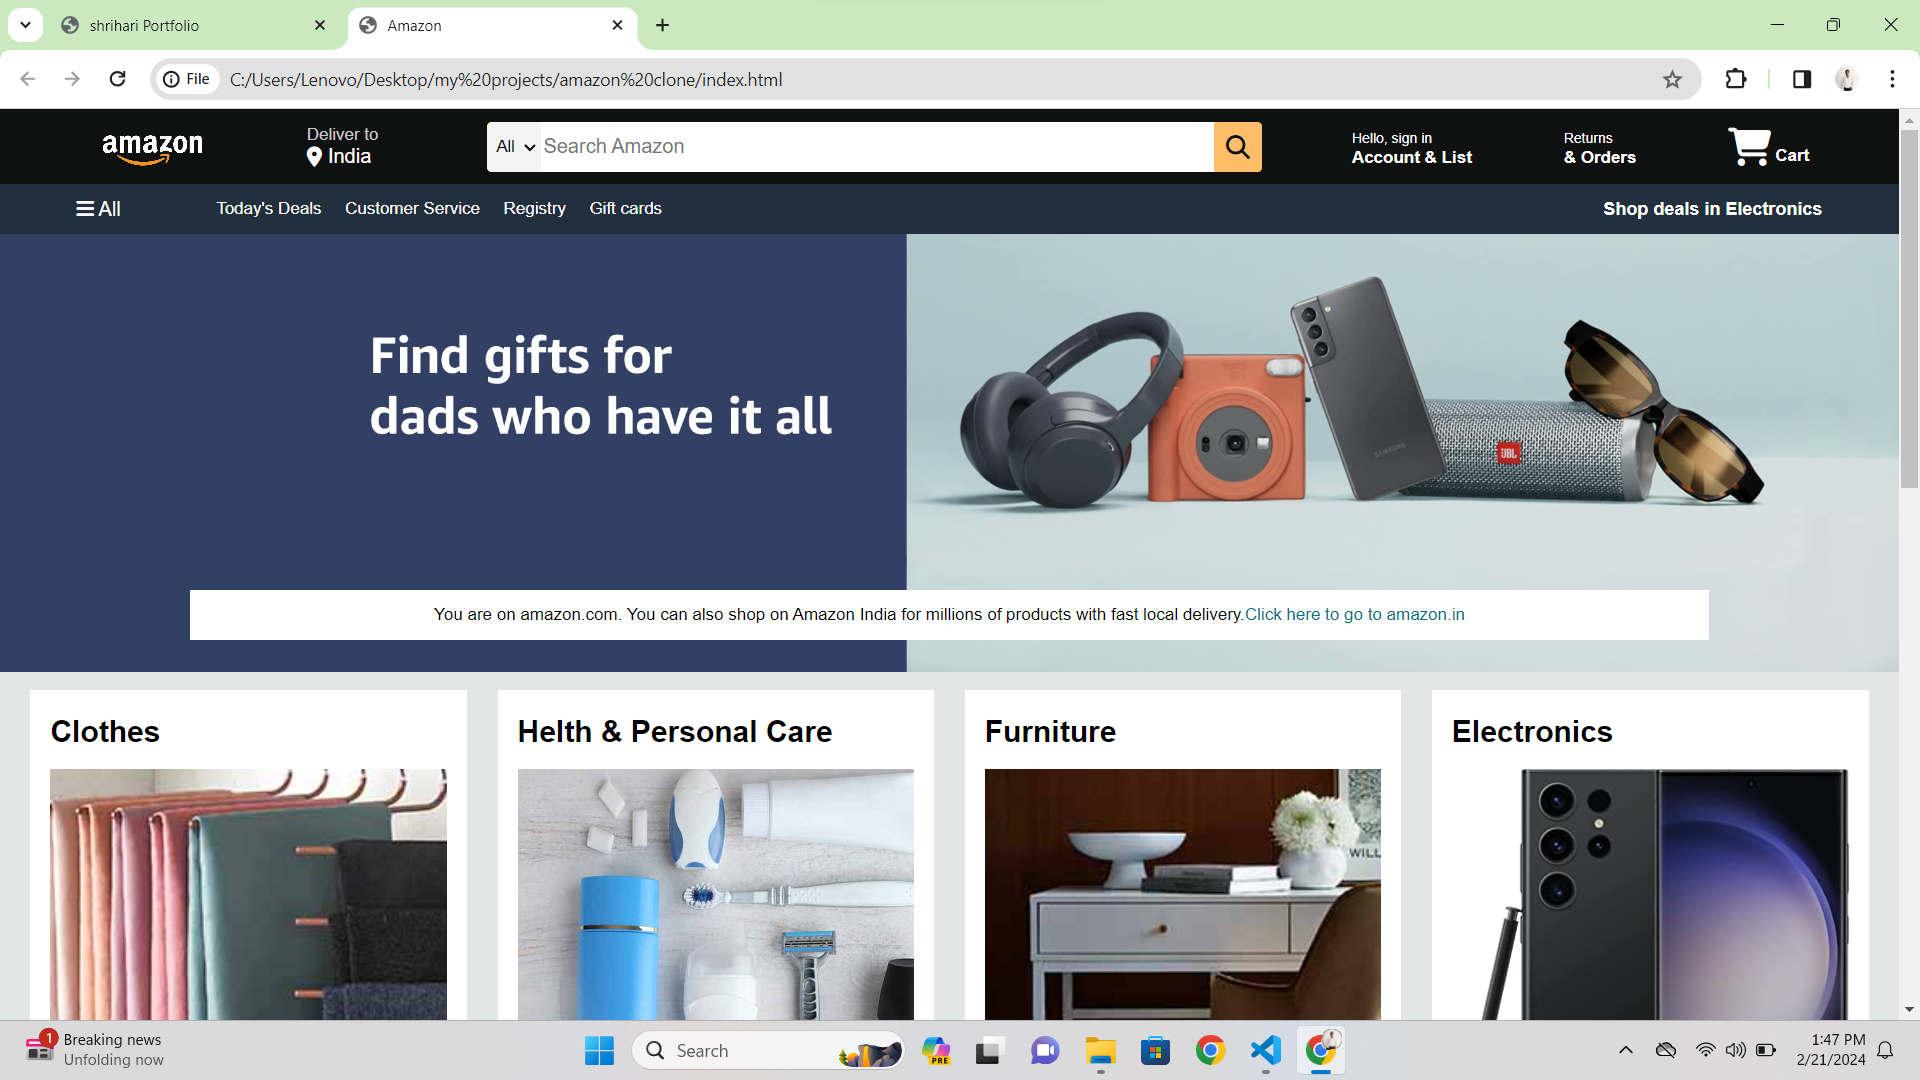 shrihari Portfolio
Amazon
File
C:/Users/Lenovo/Desktop/my%20projects/amazon%20clone/index.html
amazon
Deliver to
India
All
Search Amazon
Hello, sign in
Account & List
Returns
& Orders
Cart
All
Today's Deals
Customer Service
Registry
Gift cards
Shop deals in Electronics
Find gifts for
dads who have it all
SAMSUNG
JBL
You are on amazon.com. You can also shop on Amazon India for millions of products with fast local delivery.Click here to go to amazon.in
Clothes
Helth & Personal Care
Furniture
Electronics
WILL
1
Breaking news
Unfolding now
Search
PRE
1:47 PM
2/21/2024